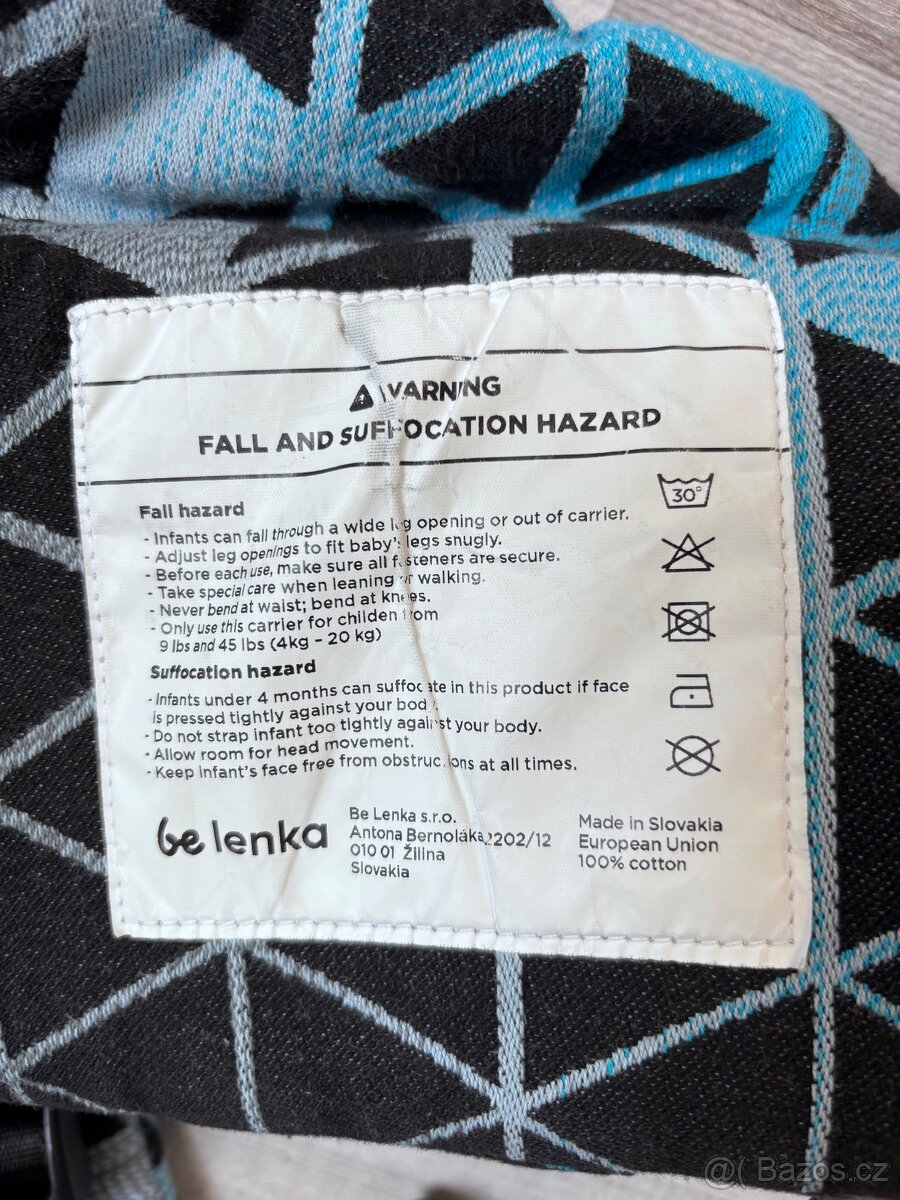 WARNING
FALL AND SUFFOCATION HAZARD
Fall hazard
- Infants can fall through a wide leg opening or out of carrier.
- Adjust leg openings to fit baby's legs snugly.
- Before each use, make sure all fasteners are secure.
- Take special care when leaning or walking.
- Never bend at waist; bend at knees.
- Only use this carrier for childen from
9 lbs and 45 lbs (4kg - 20 kg)
Suffocation hazard
- Infants under 4 months can suffocate in this product if face
is pressed tightly against your body.
- Do not strap infant too tightly against your body.
- Allow room for head movement.
- Keep infant's face free from obstructions at all times.
30°
be lenka
Be Lenka s.r.o.
Antona Bernoláka 2202/12
010 01 Žilina
Slovakia
Made in Slovakia
European Union
100% cotton
@( Bazos.cz